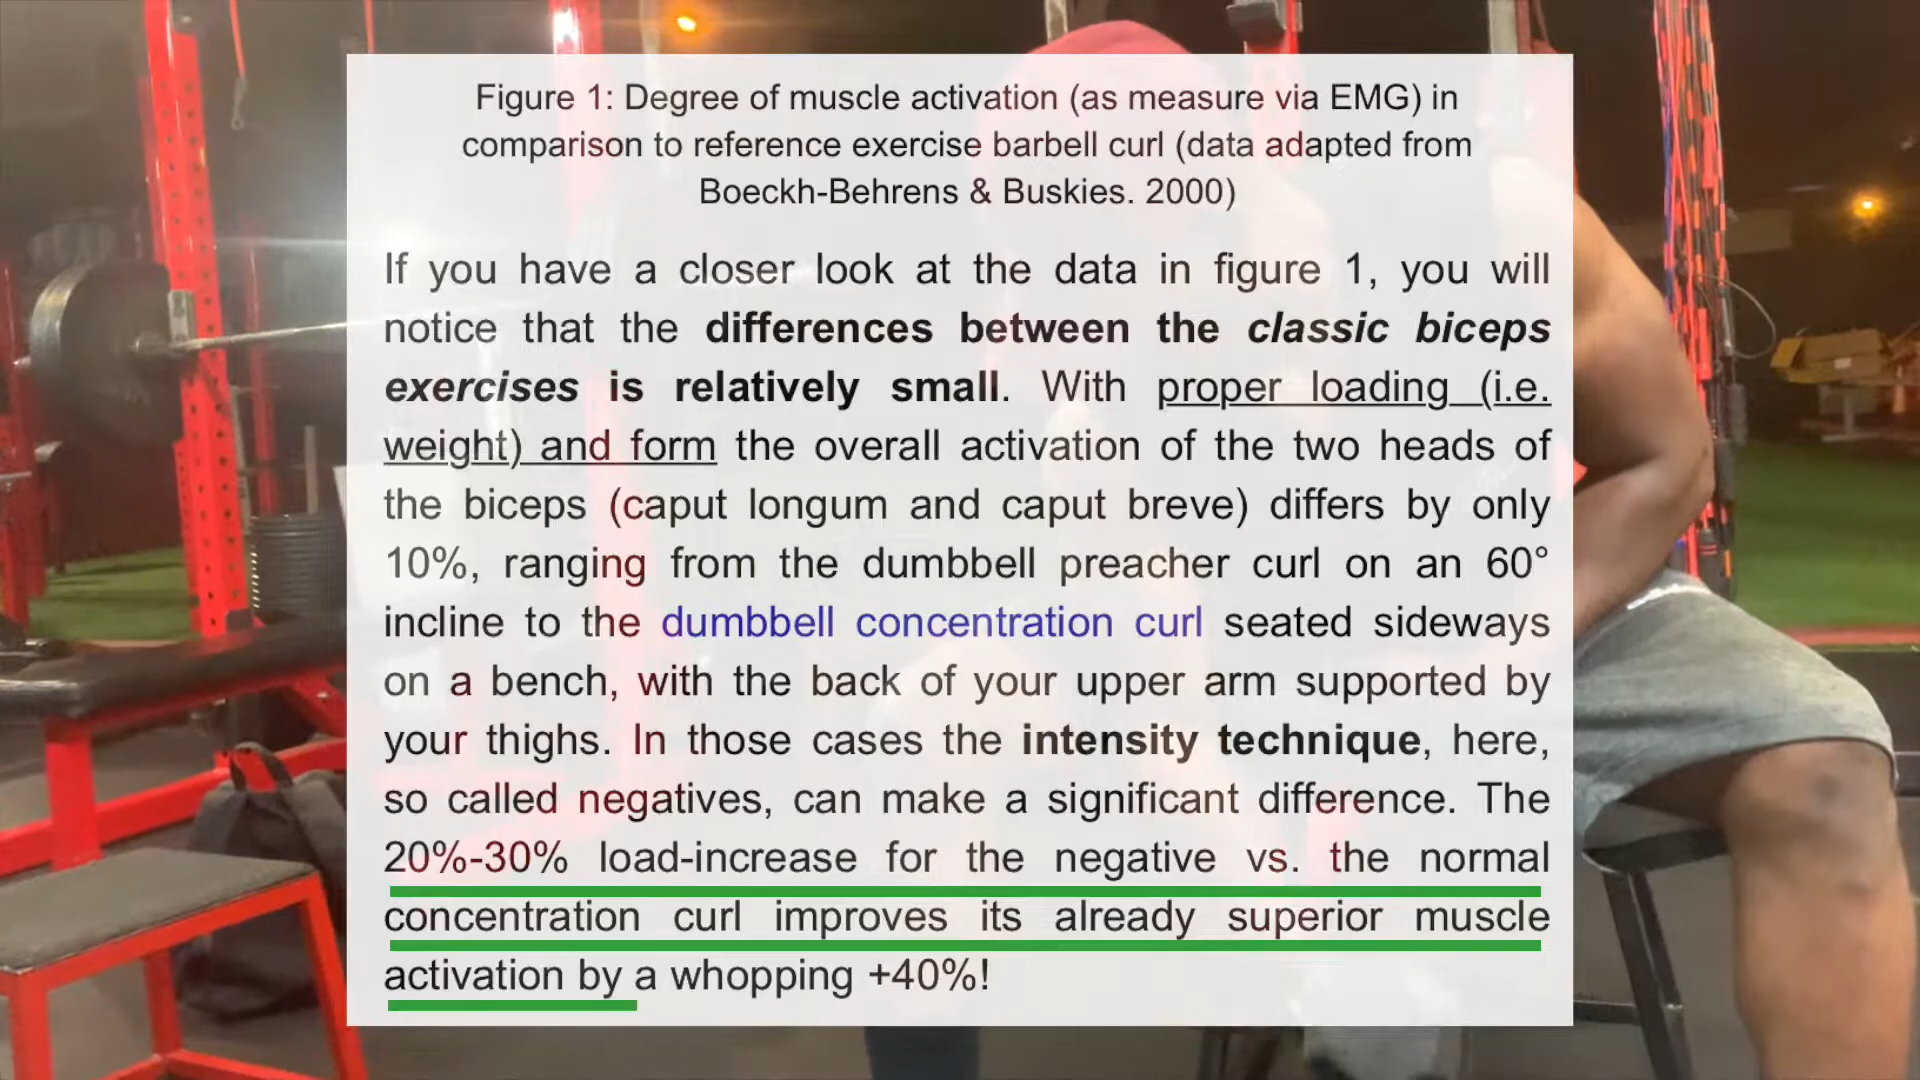 Figure 1: Degree of muscle activation (as measure via EMG) in
comparison to reference exercise barbell curl (data adapted from
Boeckh-Behrens & Buskies. 2000)
If you have a closer look at the data in figure 1, you will
notice that the differences between the classic biceps
exercises is relatively small. With proper loading (i.e.
weight) and form the overall activation of the two heads of
the biceps (caput longum and caput breve) differs by only
10%, ranging from the dumbbell preacher curl on an 60°
incline to the dumbbell concentration curl seated sideways
on a bench, with the back of your upper arm supported by
your thighs. In those cases the intensity technique, here,
so called negatives, can make a significant difference. The
20%-30% load-increase for the negative vs. the normal
concentration curl improves its already superior muscle
activation by a whopping +40%!